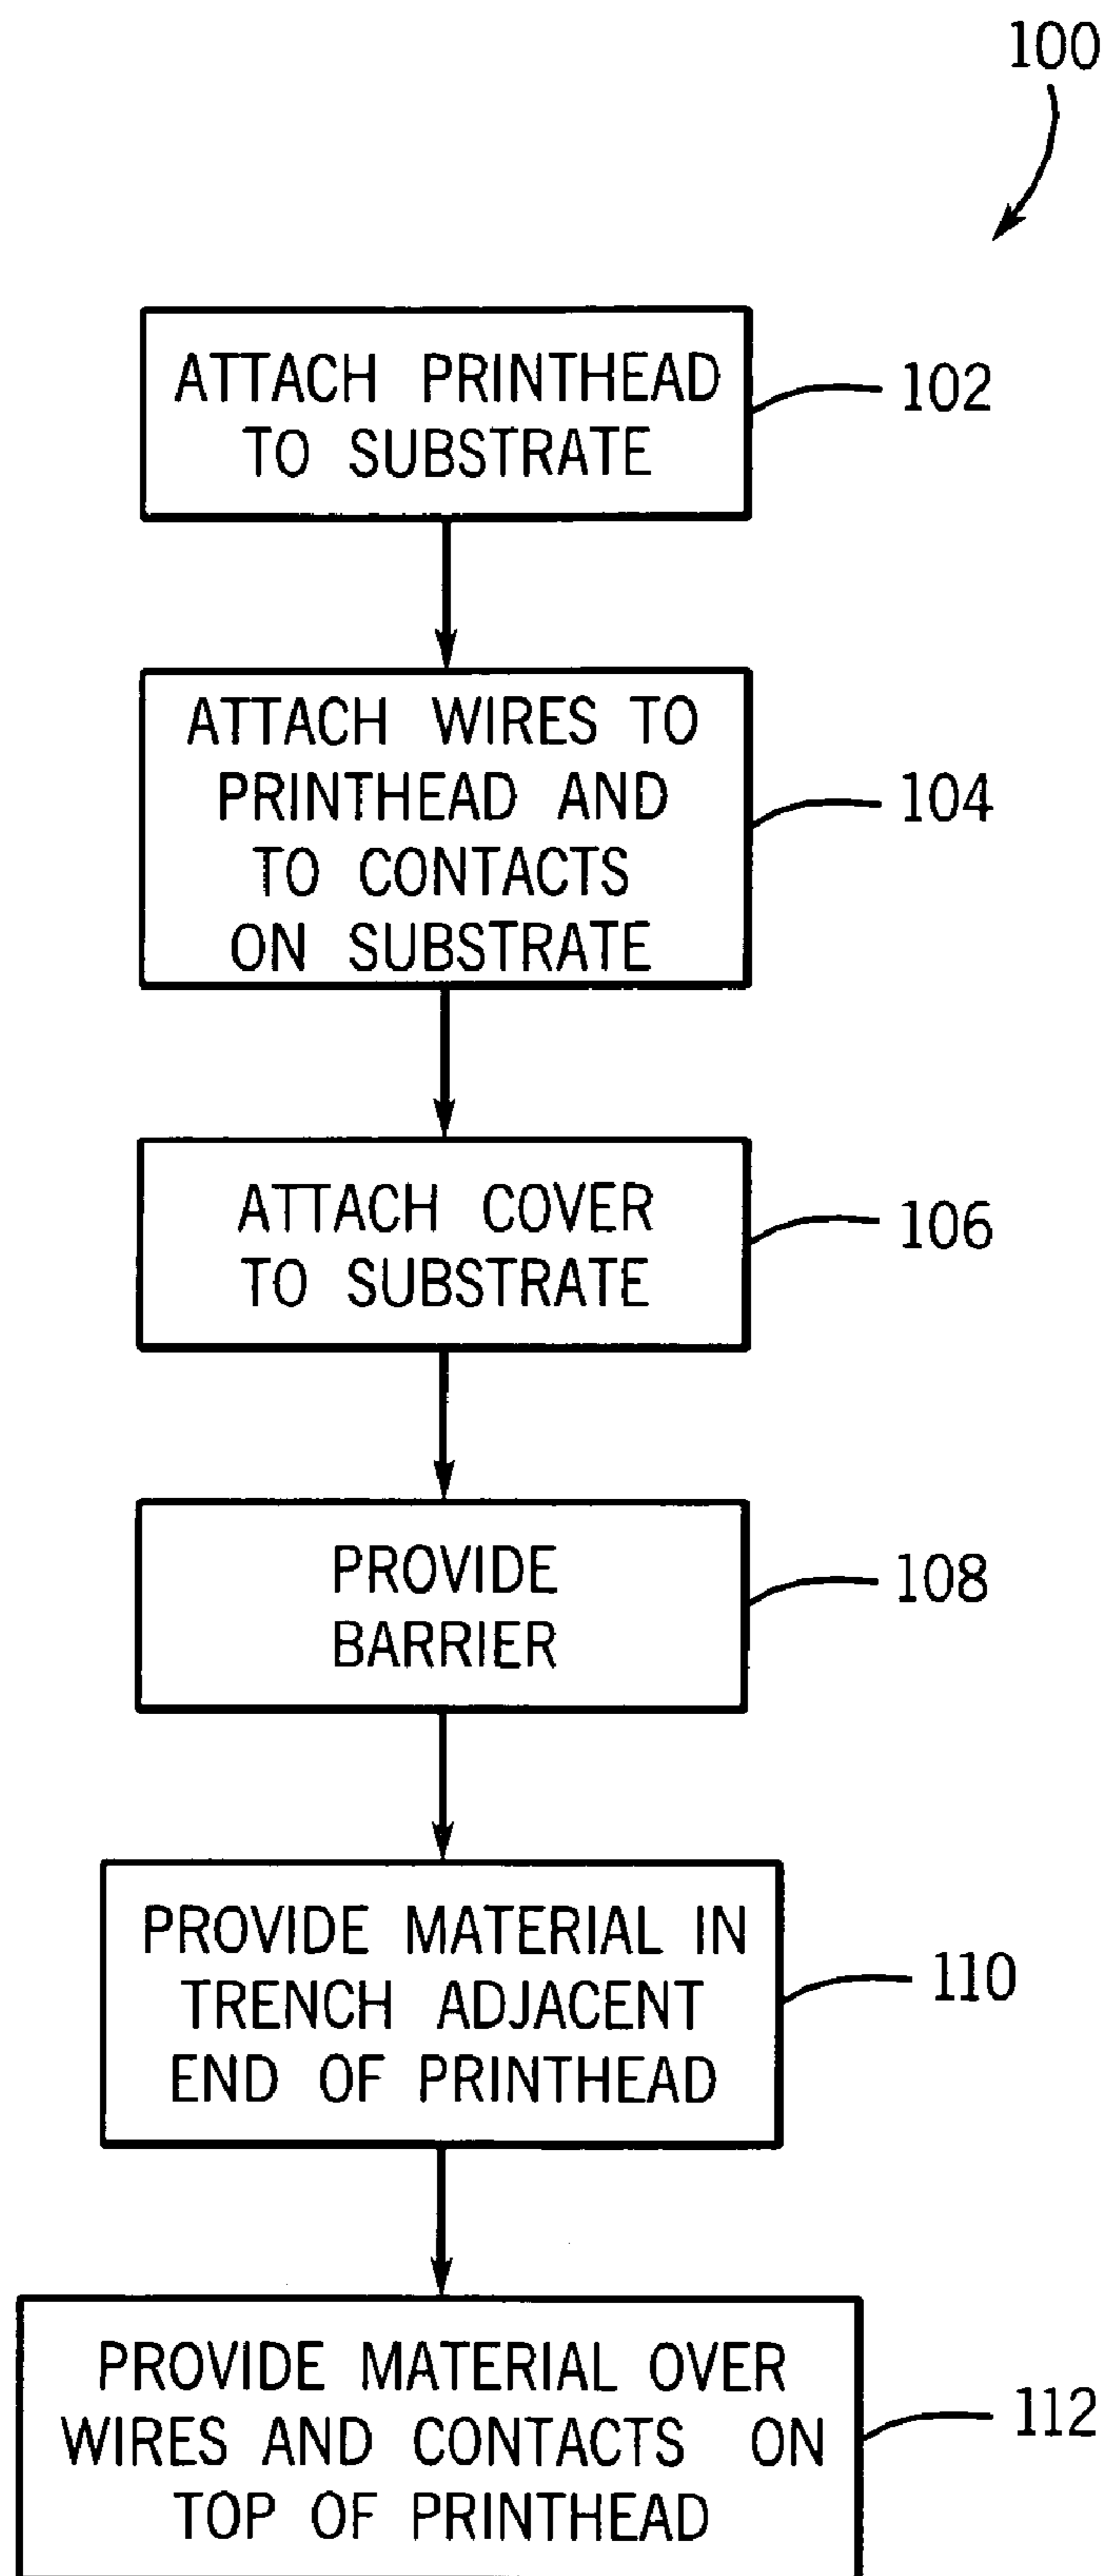 100
ATTACH PRINTHEAD
TO SUBSTRATE
102
ATTACH WIRES TO
PRINTHEAD AND
TO CONTACTS
ON SUBSTRATE
104
ATTACH COVER
TO SUBSTRATE
106
PROVIDE
BARRIER
108
PROVIDE MATERIAL IN
TRENCH ADJACENT
END OF PRINTHEAD
110
PROVIDE MATERIAL OVER
WIRES AND CONTACTS ON
TOP OF PRINTHEAD
112